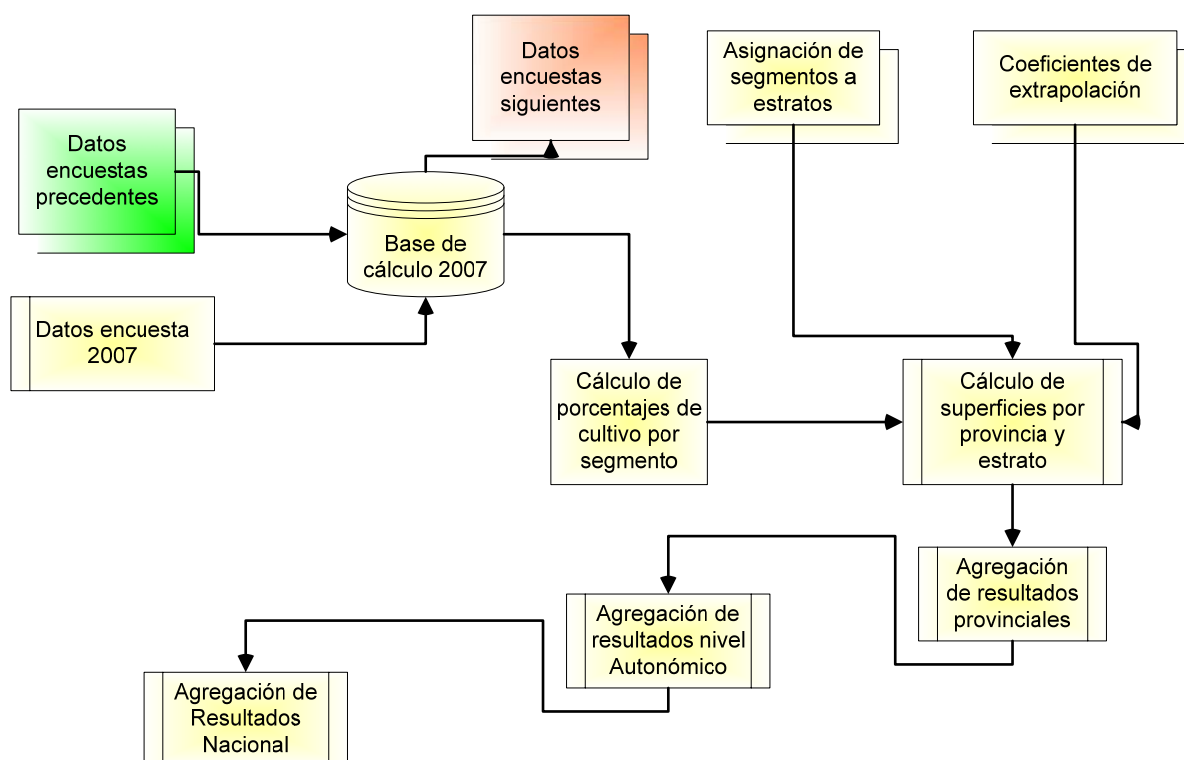 Datos
encuestas
siguientes
Asignación de
segmentos a
estratos
Coeficientes de
extrapolación
Datos
encuestas
precedentes
Base de
cálculo 2007
Datos encuesta
2007
Cálculo de
porcentajes de
cultivo por
segmento
Cálculo de
superficies por
provincia y
estrato
Agregación
de resultados
provinciales
Agregación de
resultados nivel
Autonómico
Agregación de
Resultados
Nacional